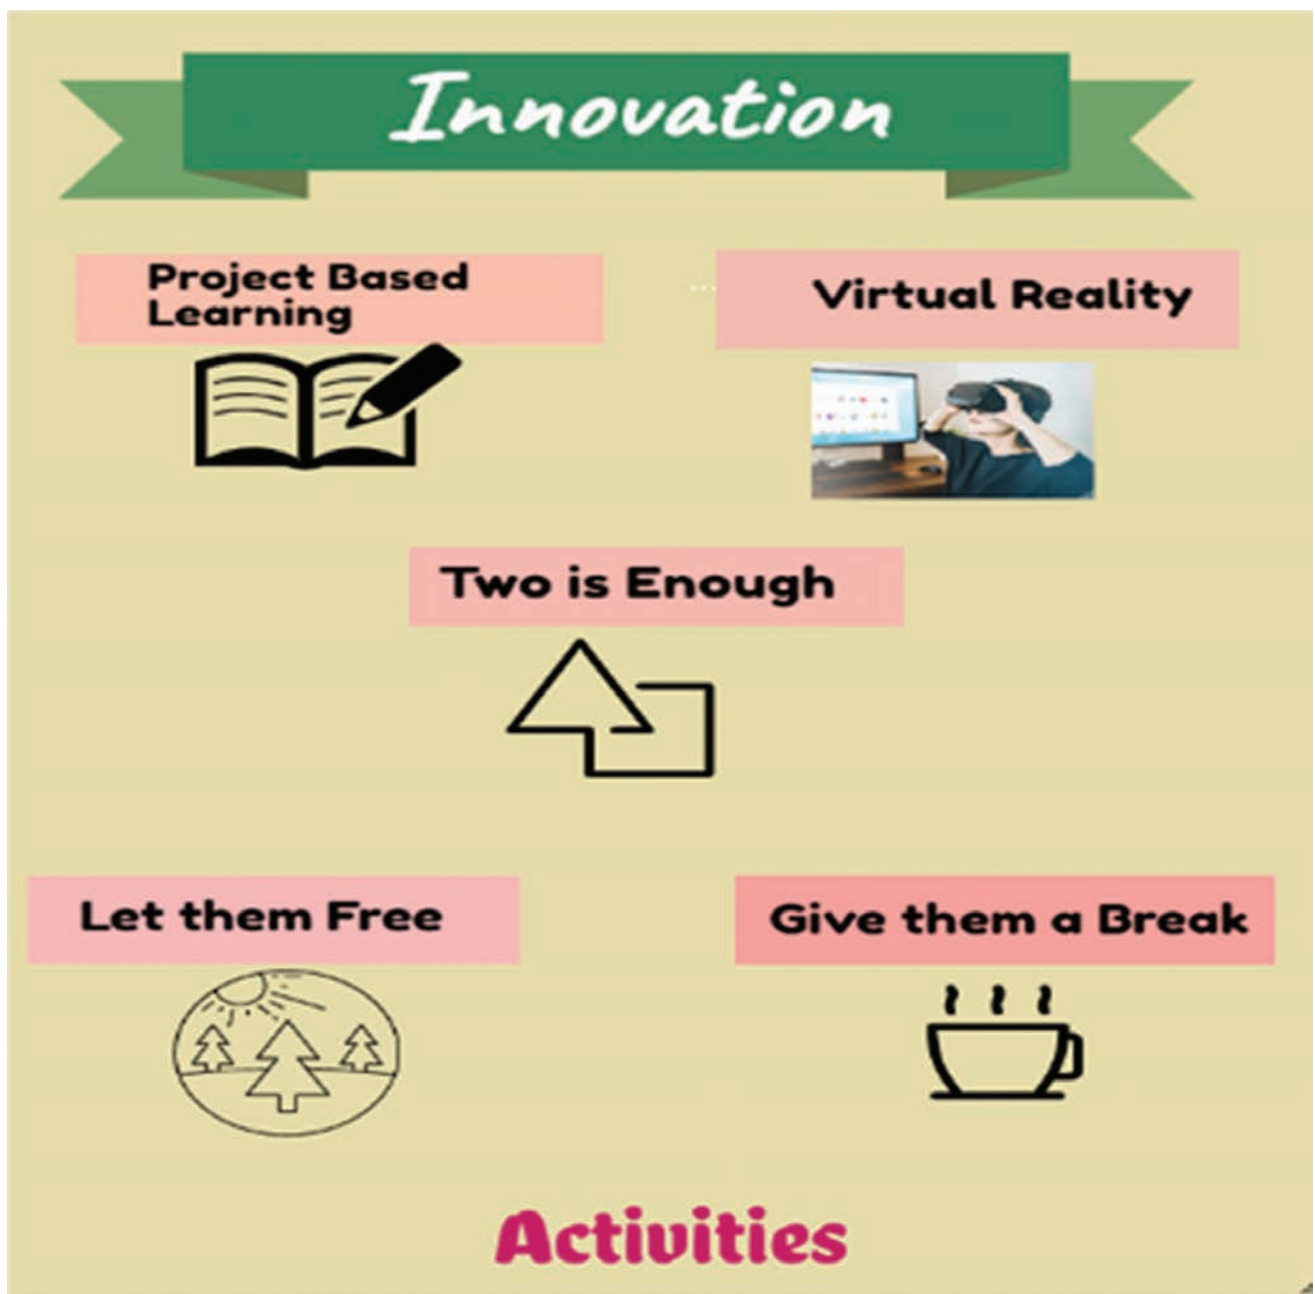 Innovation
Project Based
Learning
Virtual Reality
Two is Enough
Let them Free
Give them a Break
Activities